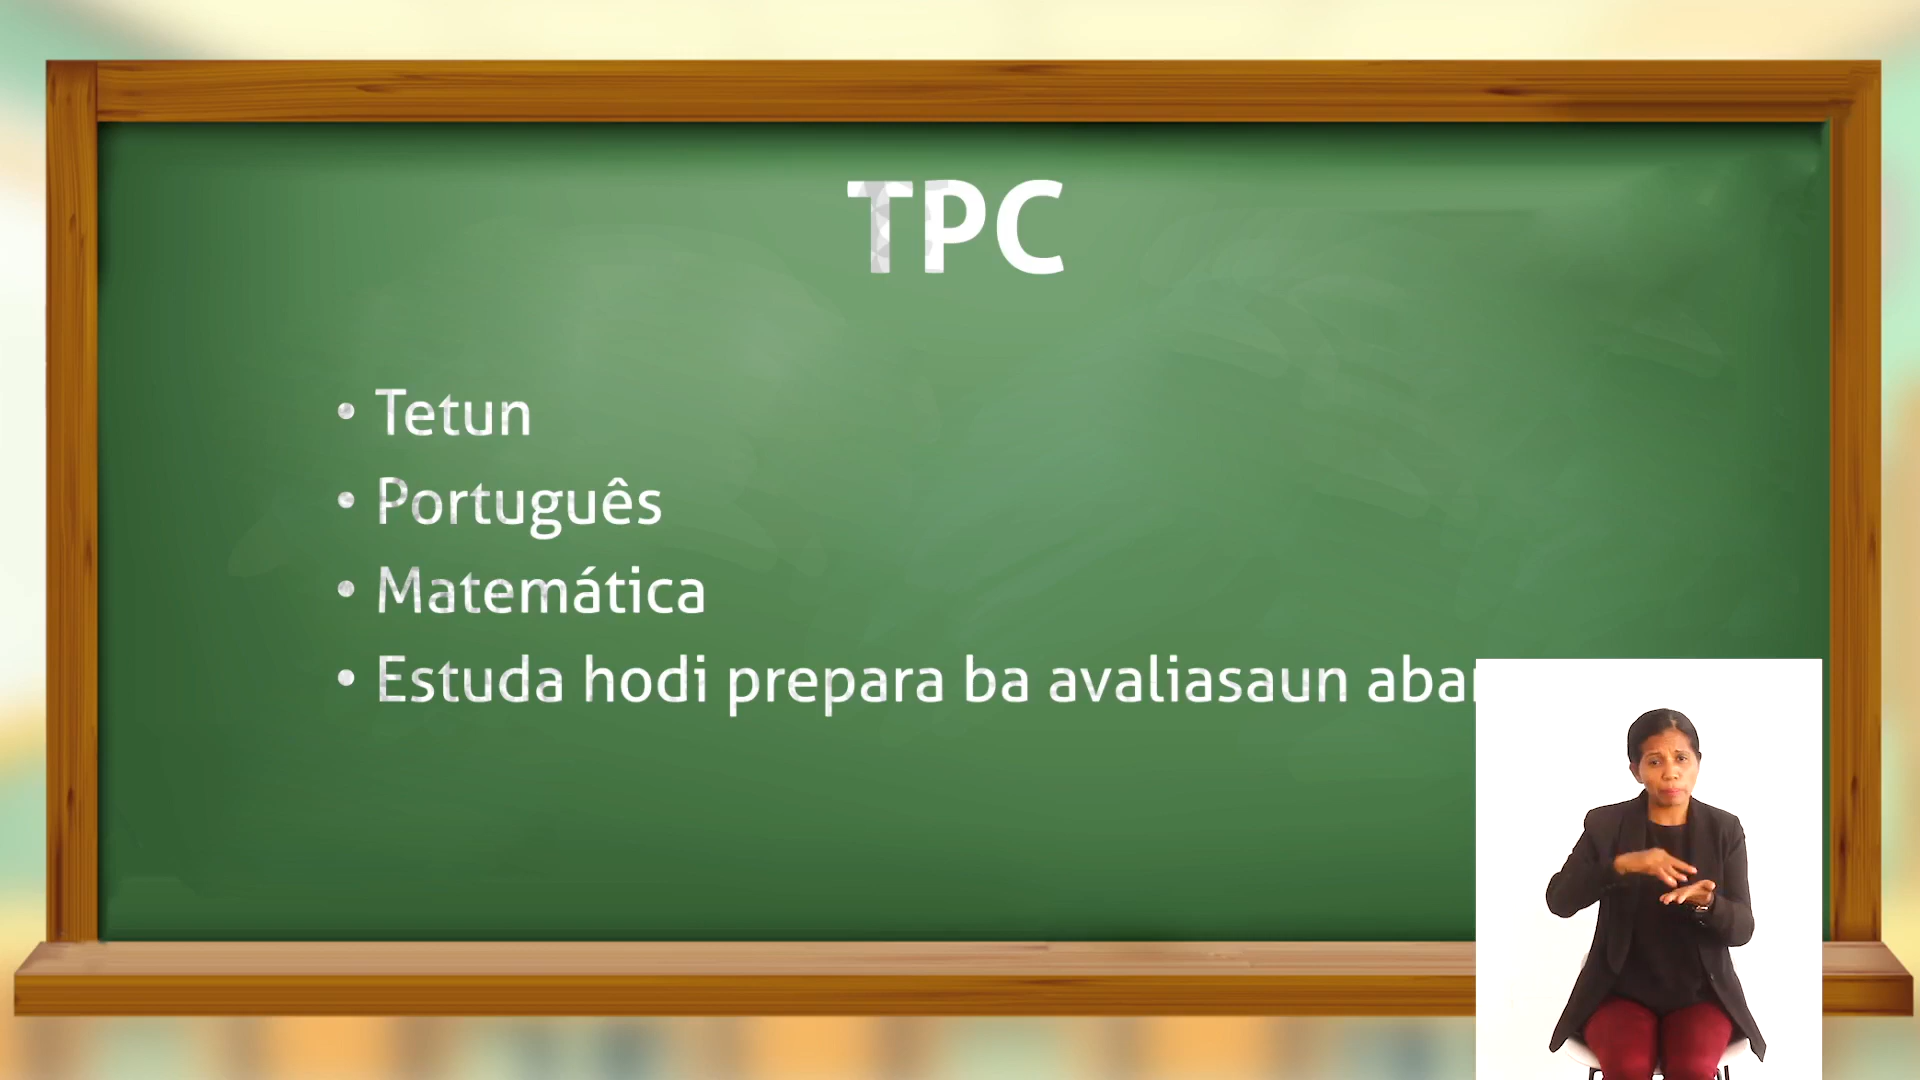 TPC
• Tetun
• Português
• Matemática
• Estuda hodi prepara ba avaliasaun